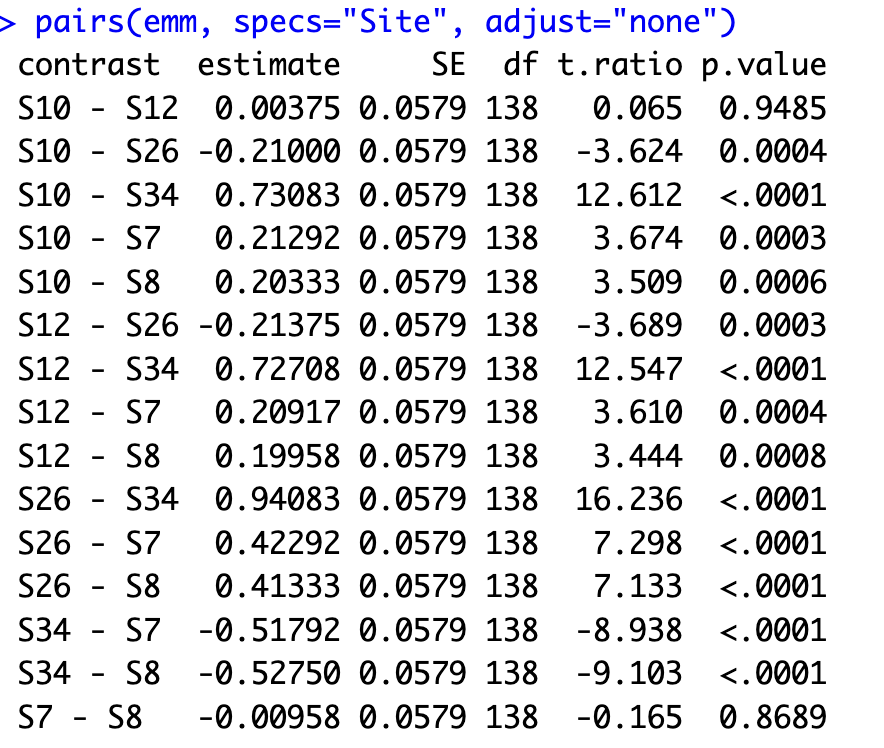 > pairs(emm, specs="Site", adjust="none")
contrast estimate SE df t.ratio p.value
S10 - S12 0.00375 0.0579 138 0.065 0.9485
S10 - S26 -0.21000 0.0579 138 -3.624 0.0004
S10 - S34 0.73083 0.0579 138 12.612 <.0001
S10 - S7 0.21292 0.0579 138 3.674 0.0003
S10 - S8 0.20333 0.0579 138 3.509 0.0006
S12 - S26 -0.21375 0.0579 138 -3.689 0.0003
S12 - S34 0.72708 0.0579 138 12.547 <.0001
S12 - S7 0.20917 0.0579 138 3.610 0.0004
S12 - S8 0.19958 0.0579 138 3.444 0.0008
S26 - S34 0.94083 0.0579 138 16.236 <.0001
S26 - S7 0.42292 0.0579 138 7.298 <.0001
S26 - S8 0.41333 0.0579 138 7.133 <.0001
S34 - S7 -0.51792 0.0579 138 -8.938 <.0001
S34 - S8 -0.52750 0.0579 138 -9.103 <.0001
S7 - S8 -0.00958 0.0579 138 -0.165 0.8689